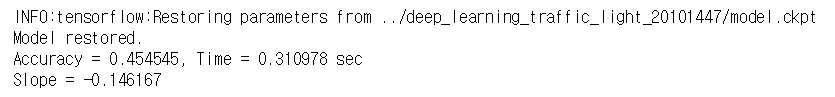 INFO:tensorflow:Restoring parameters from ../deep_learning_traffic_light_20101447/model.ckpt
Model restored.
Accuracy = 0.454545, Time = 0.310978 sec
Slope = -0.146167